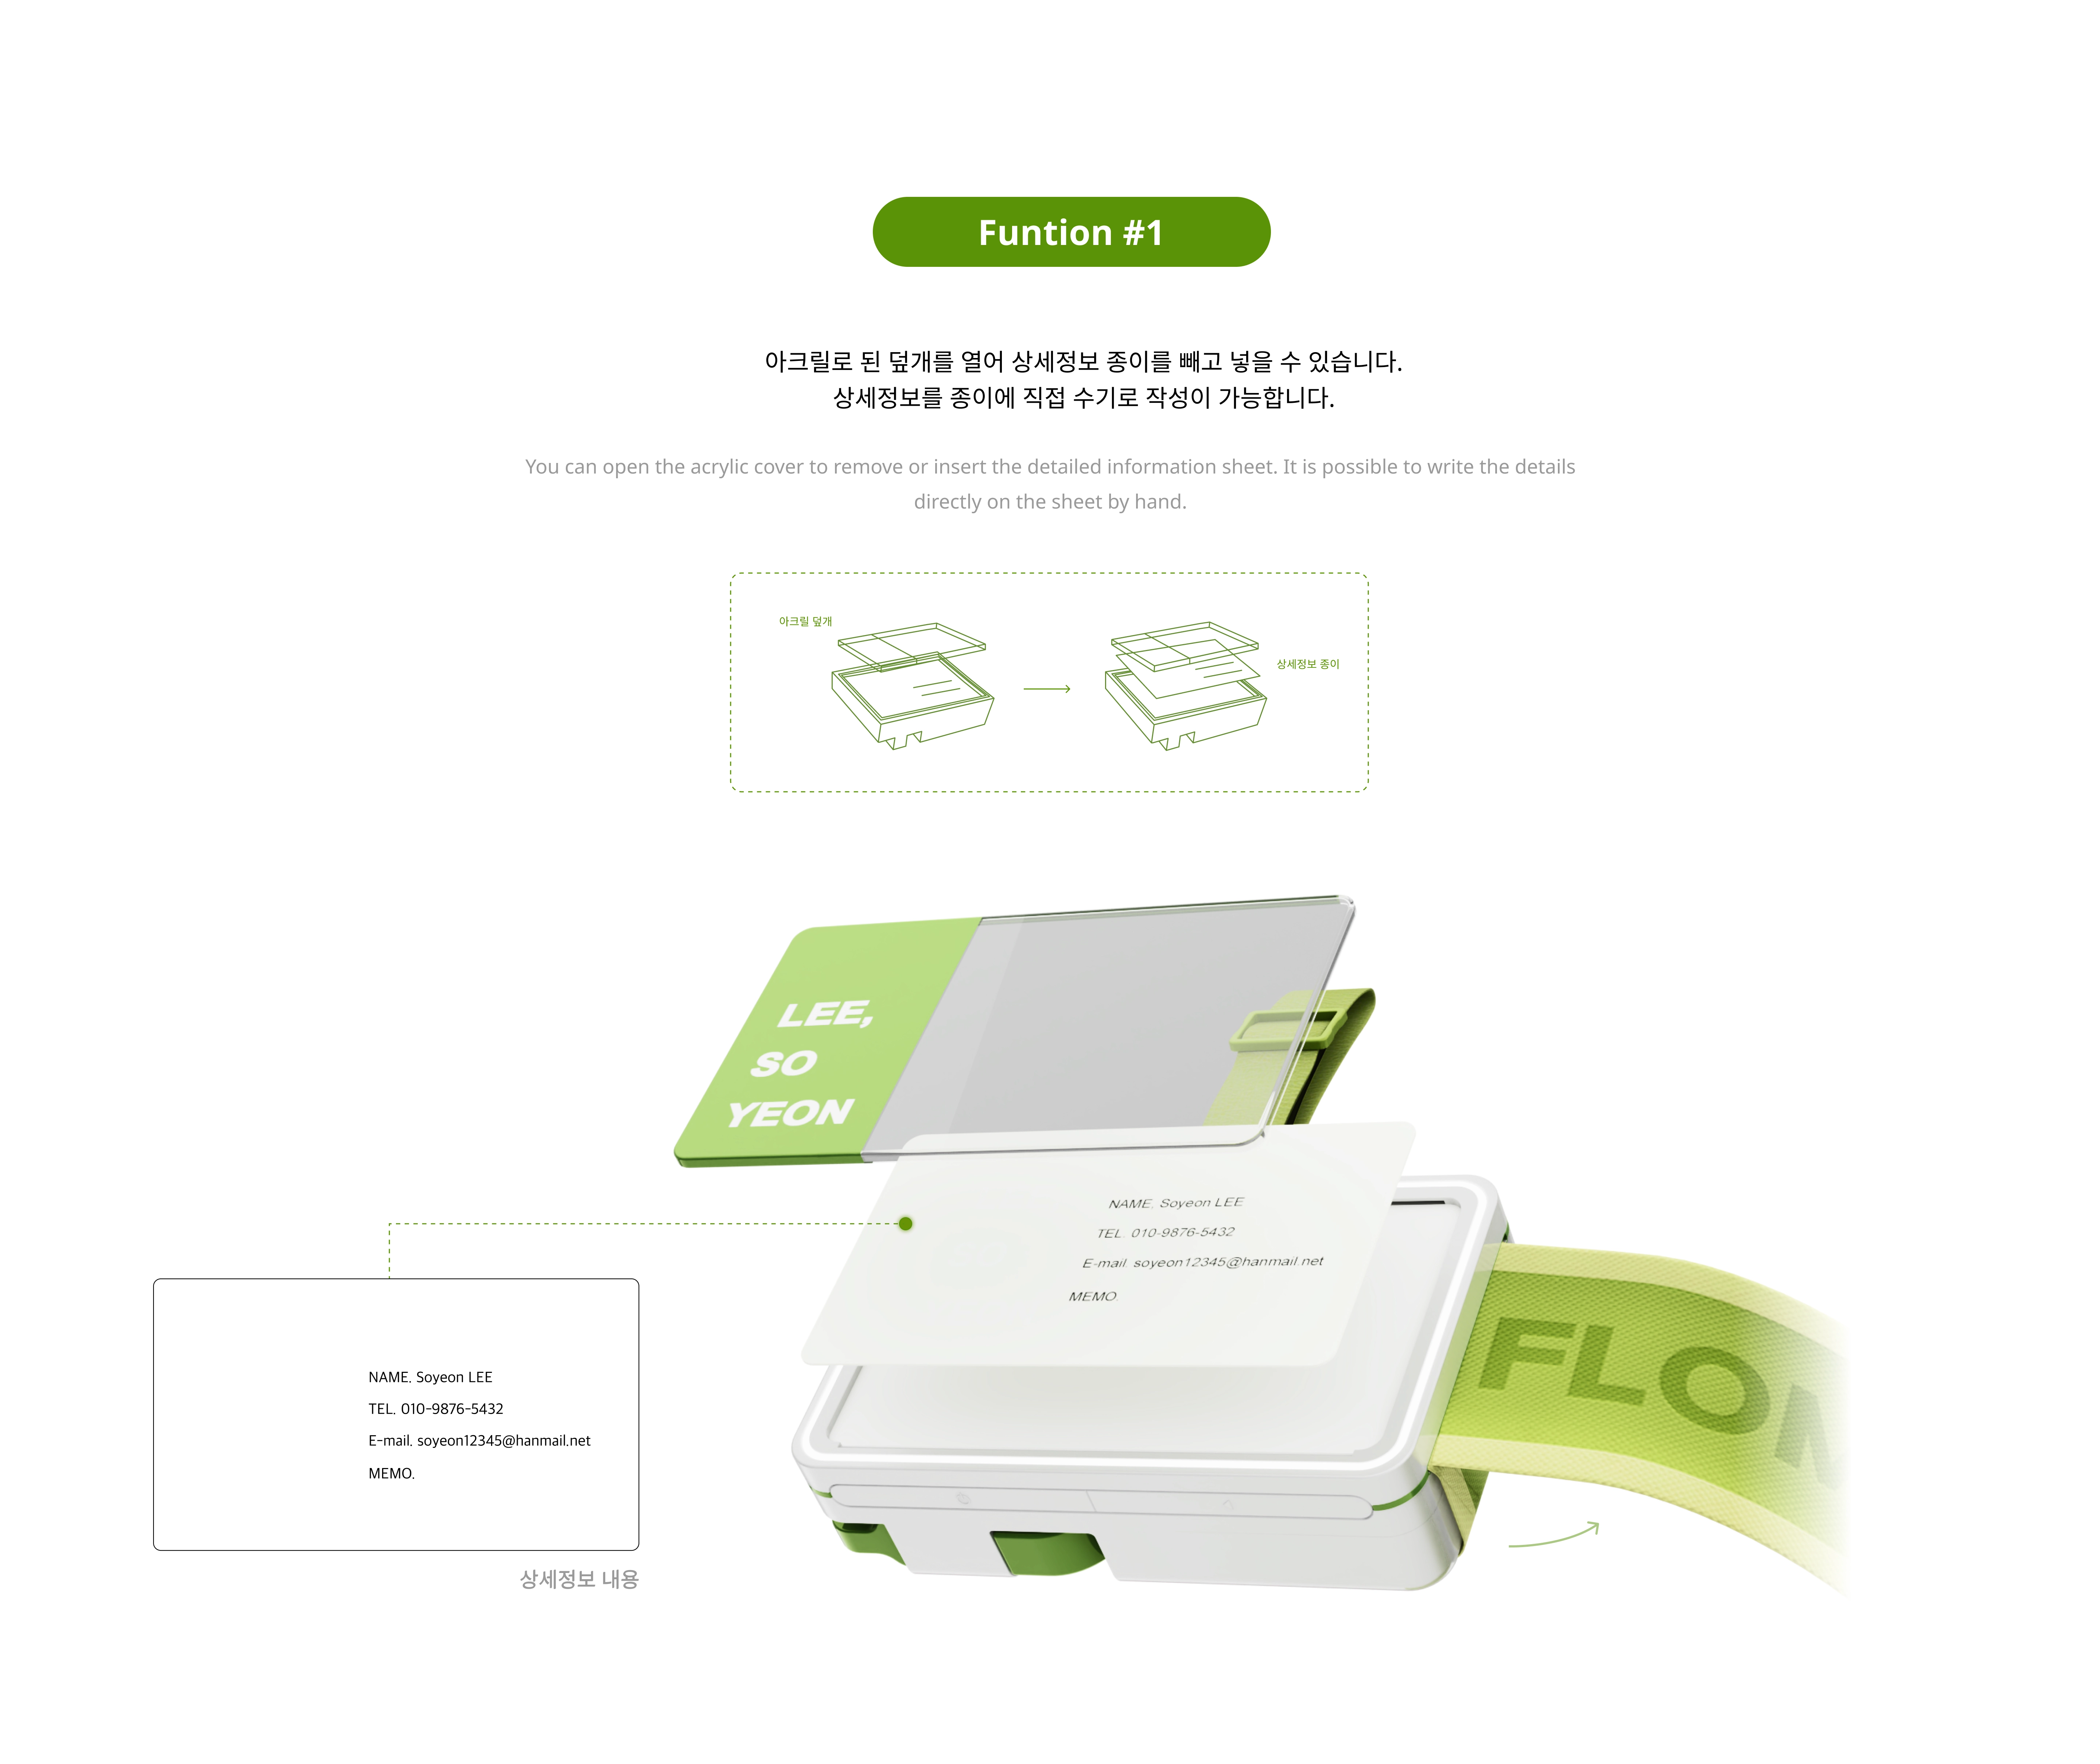 Funtion #1
아크릴로 된 덮개를 열어 상세정보 종이를 빼고 넣을 수 있습니다.
상세정보를 종이에 직접 수기로 작성이 가능합니다.
You can open the acrylic cover to remove or insert the detailed information sheet. It is possible to write the details
directly on the sheet by hand.
아크릴 덮개
상세정보 종이
LEE,
SO
YEON
NAME. Soyeon LEE
TEL. 010-9876-5432
E-mail. soyeon12345@hanmail.net
MEMO.
FLOM
NAME. Soyeon LEE
TEL. 010-9876-5432
E-mail. soyeon12345@hanmail.net
MEMO.
상세정보 내용